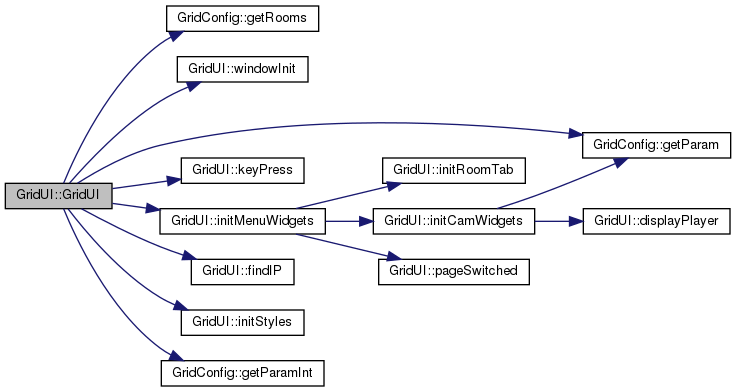 GridConfig::getRooms
GridUI::windowInit
GridConfig::getParam
GridUI::keyPress
GridUI::initRoomTab
GridUI::GridUI
GridUI::initMenuWidgets
GridUI::initCamWidgets
GridUI::displayPlayer
GridUI::findIP
GridUI::pageSwitched
GridUI::initStyles
GridConfig::getParamInt